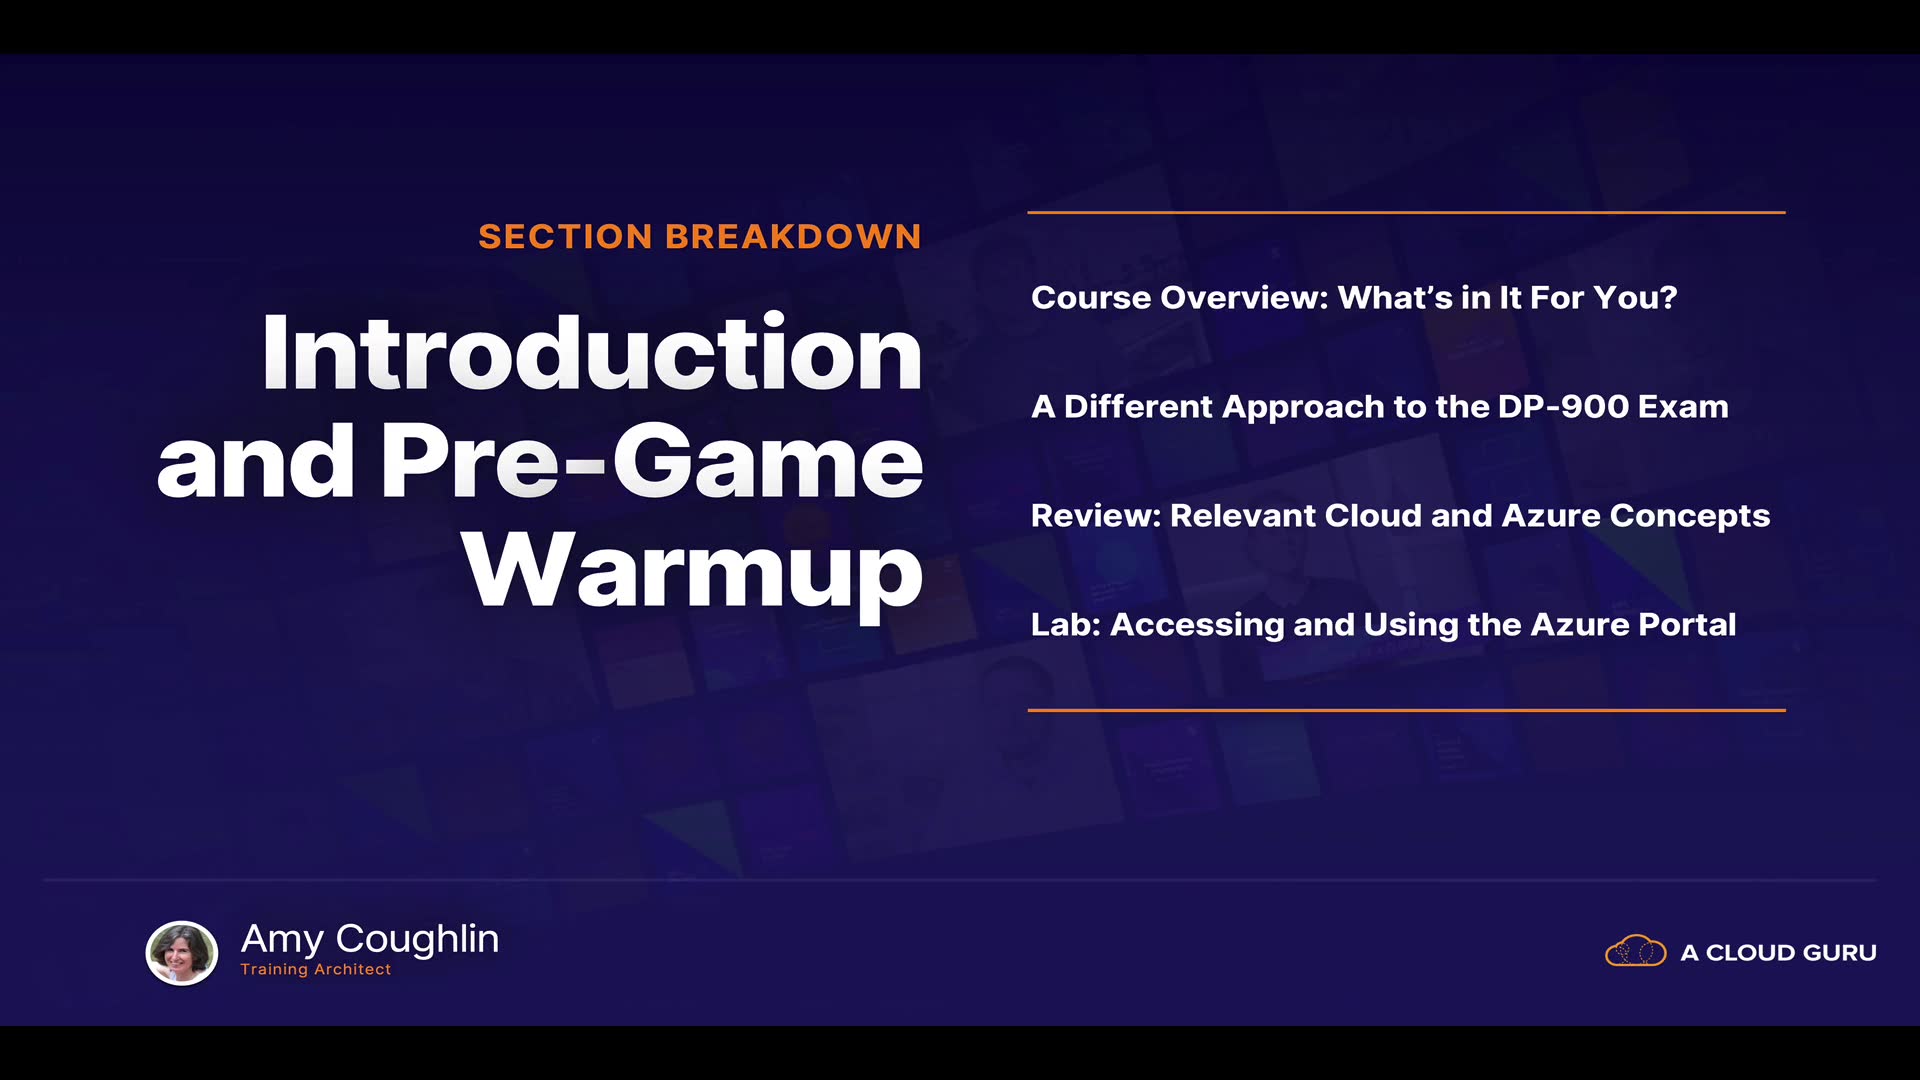 SECTION BREAKDOWN
Introduction
and Pre-Game
Warmup
Course Overview: What’s in It For You?
A Different Approach to the DP-900 Exam
Review: Relevant Cloud and Azure Concepts
Lab: Accessing and Using the Azure Portal
Amy Coughlin
Training Architect
A CLOUD GURU